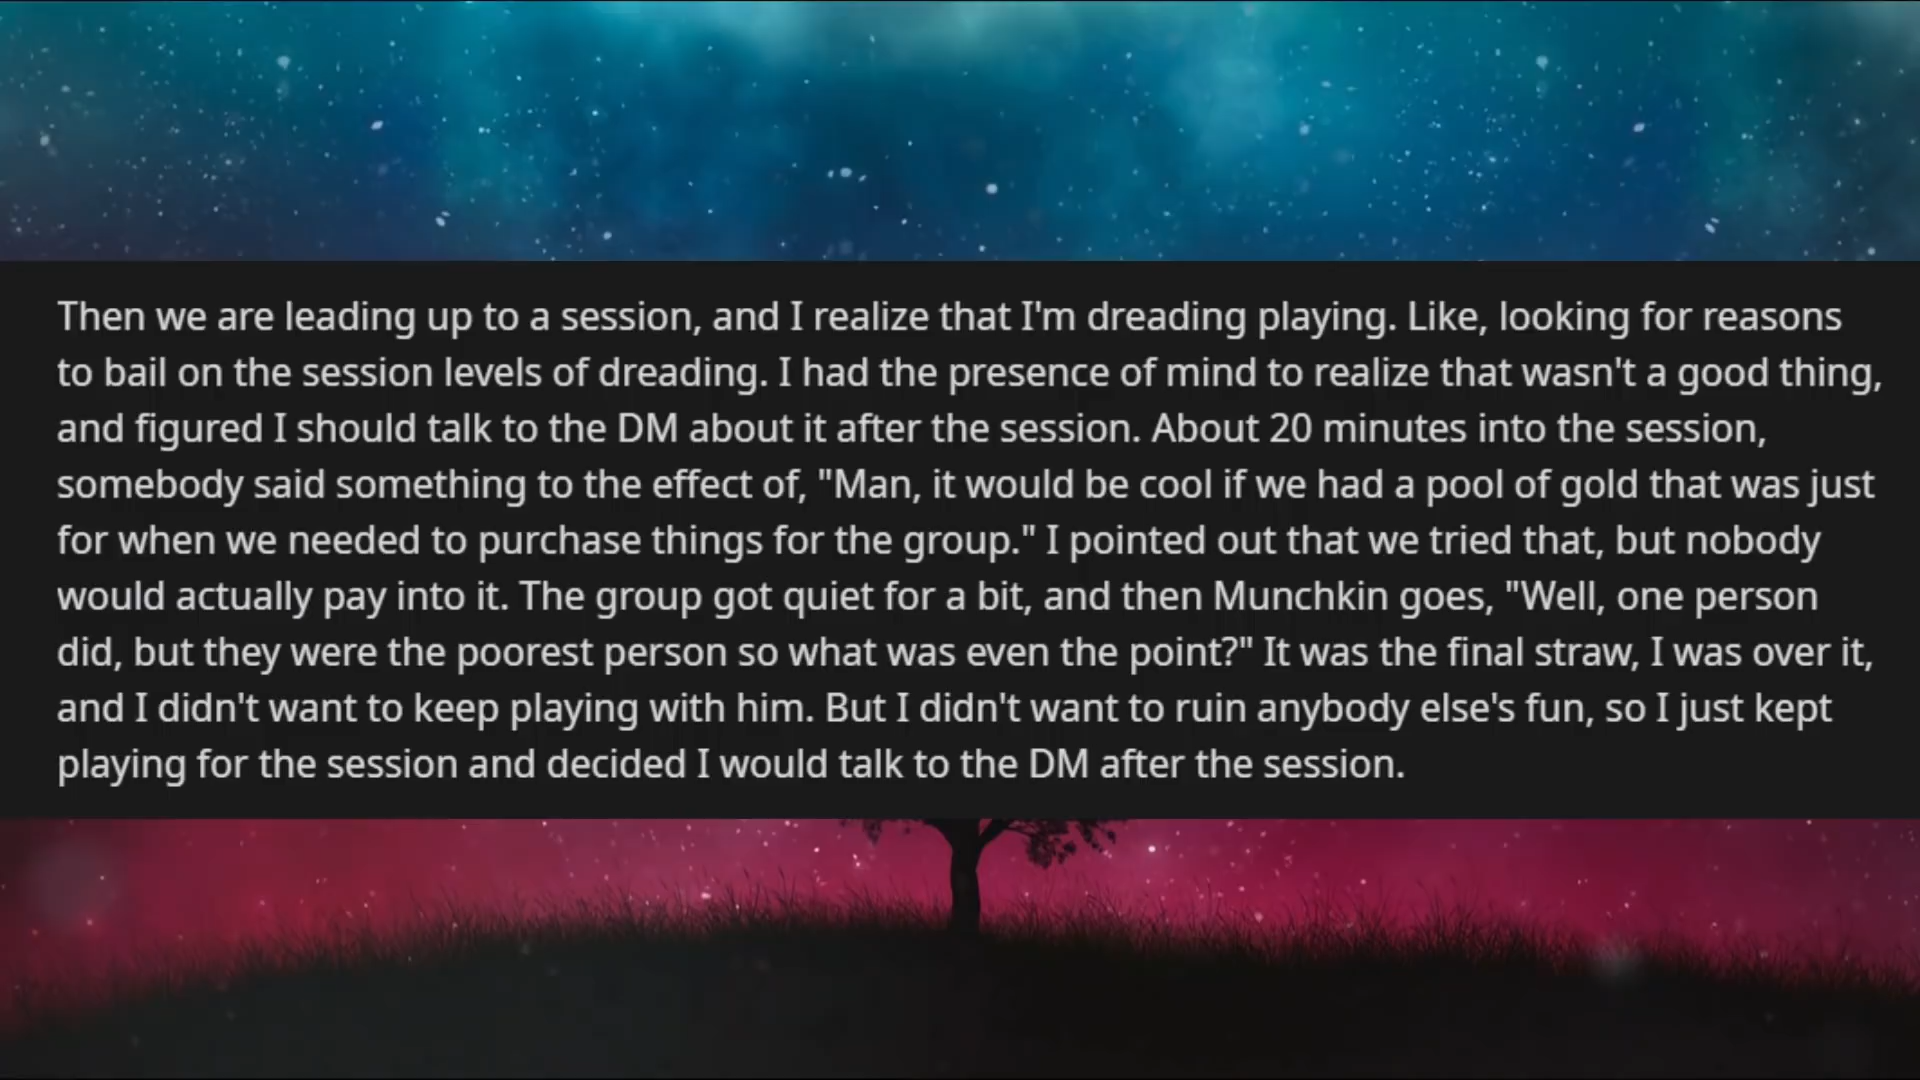 Then we are leading up to a session, and I realize that I'm dreading playing. Like, looking for reasons
to bail on the session levels of dreading. I had the presence of mind to realize that wasn't a good thing,
and figured I should talk to the DM about it after the session. About 20 minutes into the session,
somebody said something to the effect of, "Man, it would be cool if we had a pool of gold that was just
for when we needed to purchase things for the group." I pointed out that we tried that, but nobody
would actually pay into it. The group got quiet for a bit, and then Munchkin goes, "Well, one person
did, but they were the poorest person so what was even the point?" It was the final straw, I was over it,
and I didn't want to keep playing with him. But I didn't want to ruin anybody else's fun, so I just kept
playing for the session and decided I would talk to the DM after the session.